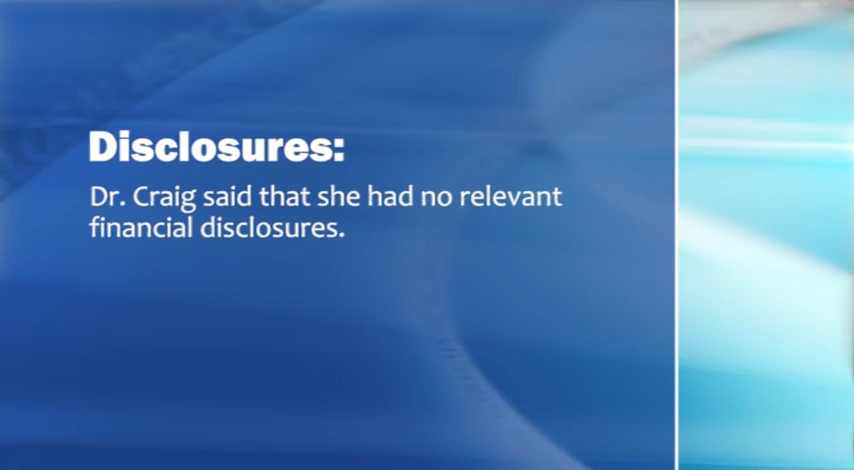 Disclosures:
Dr. Craig said that she had no relevant
financial disclosures.